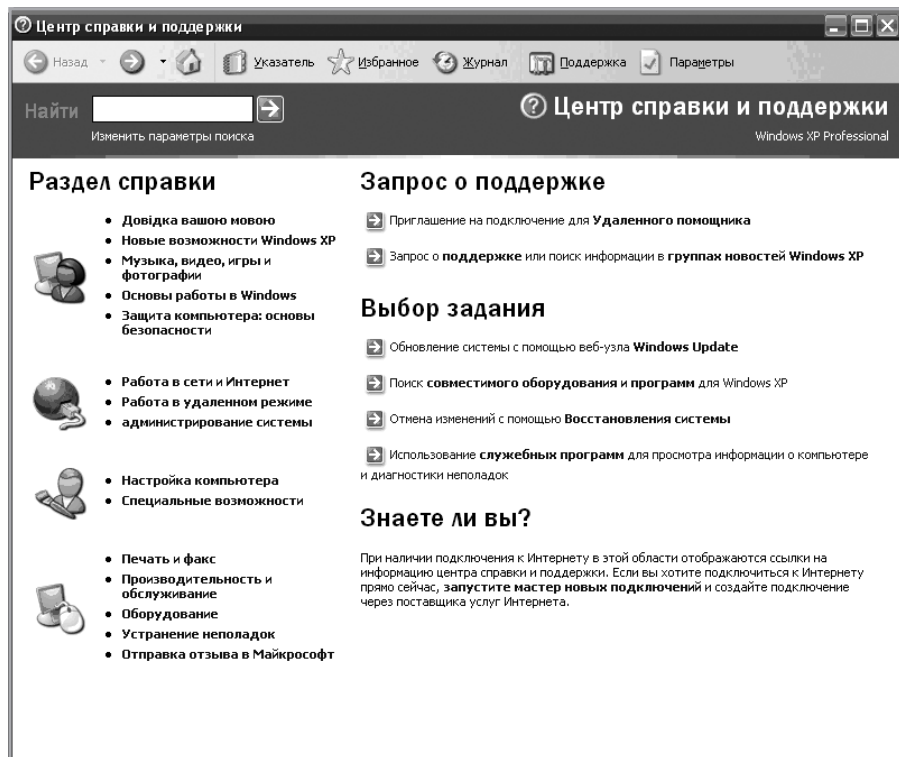 Центр справки и поддержки
Назад
Указатель
Избранное
Журнал
Поддержка
Параметры
Найти
Изменить параметры поиска
Центр справки и поддержки
Windows XP Professional
Раздел справки
Довідка вашою мовою
Новые возможности Windows XP
Музыка, видео, игры и
фотографии
Основы работы в Windows
Защита компьютера: основы
безопасности
Работа в сети и Интернет
Работа в удаленном режиме
администрирование системы
Настройка компьютера
Специальные возможности
Печать и факс
Производительность и
обслуживание
Оборудование
Устранение неполадок
Отправка отзыва в Майкрософт
Запрос о поддержке
Приглашение на подключение для Удаленного помощника
Запрос о поддержке или поиск информации в группах новостей Windows XP
Выбор задания
Обновление системы с помощью веб-узла Windows Update
Поиск совместимого оборудования и программ для Windows XP
Отмена изменений с помощью Восстановления системы
Использование служебных программ для просмотра информации о компьютере
и диагностики неполадок
Знаете ли вы?
При наличии подключения к Интернету в этой области отображаются ссылки на
информацию центра справки и поддержки. Если вы хотите подключиться к Интернету
прямо сейчас, запустите мастер новых подключений и создайте подключение
через поставщика услуг Интернета.